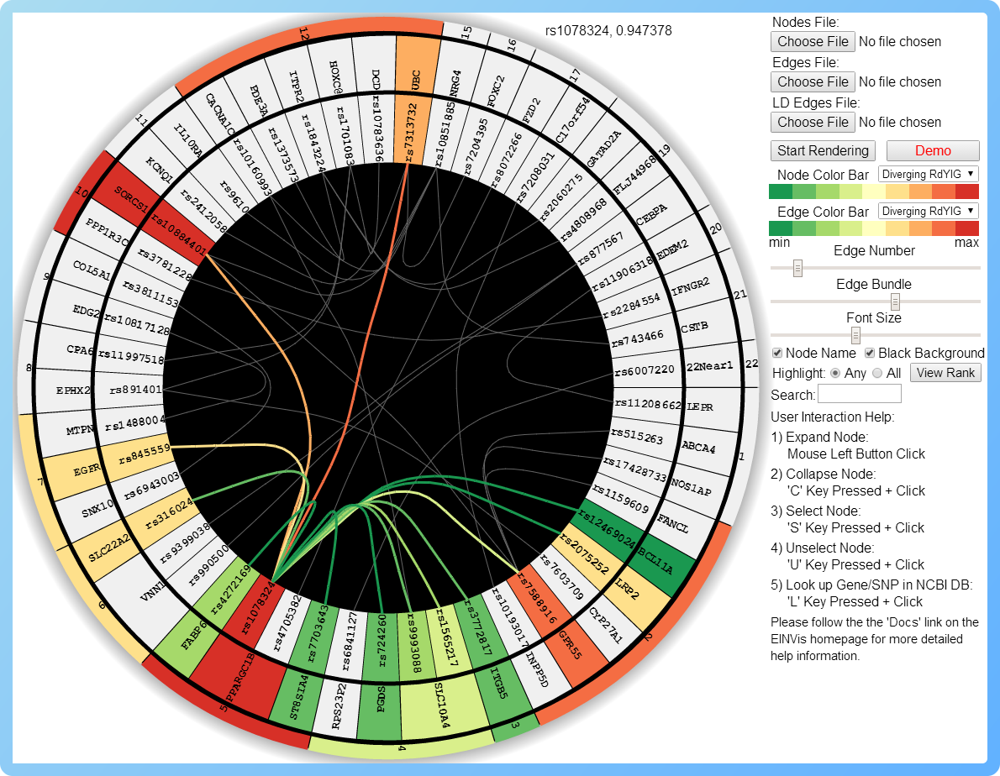 rs1078324, 0.947378
Nodes File:
Choose File No file chosen
Edges File:
Choose File No file chosen
LD Edges File:
Choose File No file chosen
Start Rendering Demo
Node Color Bar Diverging RdYlG
Edge Color Bar Diverging RdYlG
min max
Edge Number
Edge Bundle
Font Size
Node Name Black Background
Highlight: Any All View Rank
Search:
User Interaction Help:
1) Expand Node:
Mouse Left Button Click
2) Collapse Node:
'C' Key Pressed + Click
3) Select Node:
'S' Key Pressed + Click
4) Unselect Node:
'U' Key Pressed + Click
5) Look up Gene/SNP in NCBI DB:
'L' Key Pressed + Click
Please follow the the 'Docs' link on the
EINVis homepage for more detailed
help information.
12
15
16
17
19
20
21
22
1
2
3
4
5
6
7
8
9
10
11
UBC
NRG4
FOXC2
FZD2
C17orf54
GATAD2A
FLJ44968
CEBPA
EDEM2
IFNGR2
CSTB
22Near1
LEPR
ABCA4
NOS1AP
FANCL
BCL11A
LRP2
CYP27A1
GPR55
INPP5D
ITGB5
SLC10A4
PGDS
RPS23P2
ST8SIA4
PPARGC1B
FABP6
VNN1
SLC22A2
SNX10
EGFR
MTPN
EPHX2
CPA6
EDG2
COL5A1
PPP1R3C
SORCS1
KCNQ1
IL10RA
CACNA1C
PDE3A
ITPR2
HOXC@
DCD
rs7313732
rs10851885
rs7204395
rs8072266
rs7208031
rs2060275
rs4808968
rs877567
rs11906318
rs2284554
rs743466
rs6007220
rs11208662
rs515263
rs17428733
rs1159609
rs12469024
rs2075252
rs7603709
rs7588916
rs10193017
rs3772817
rs1565217
rs9993088
rs724260
rs6841127
rs7703643
rs4705382
rs1078324
rs4272169
rs990500
rs9399038
rs316024
rs6943003
rs845559
rs1488004
rs891401
rs11997518
rs10817128
rs3811153
rs3781228
rs10884401
rs2412058
rs9610
rs10160993
rs1373573
rs1843224
rs1701083
rs10783636